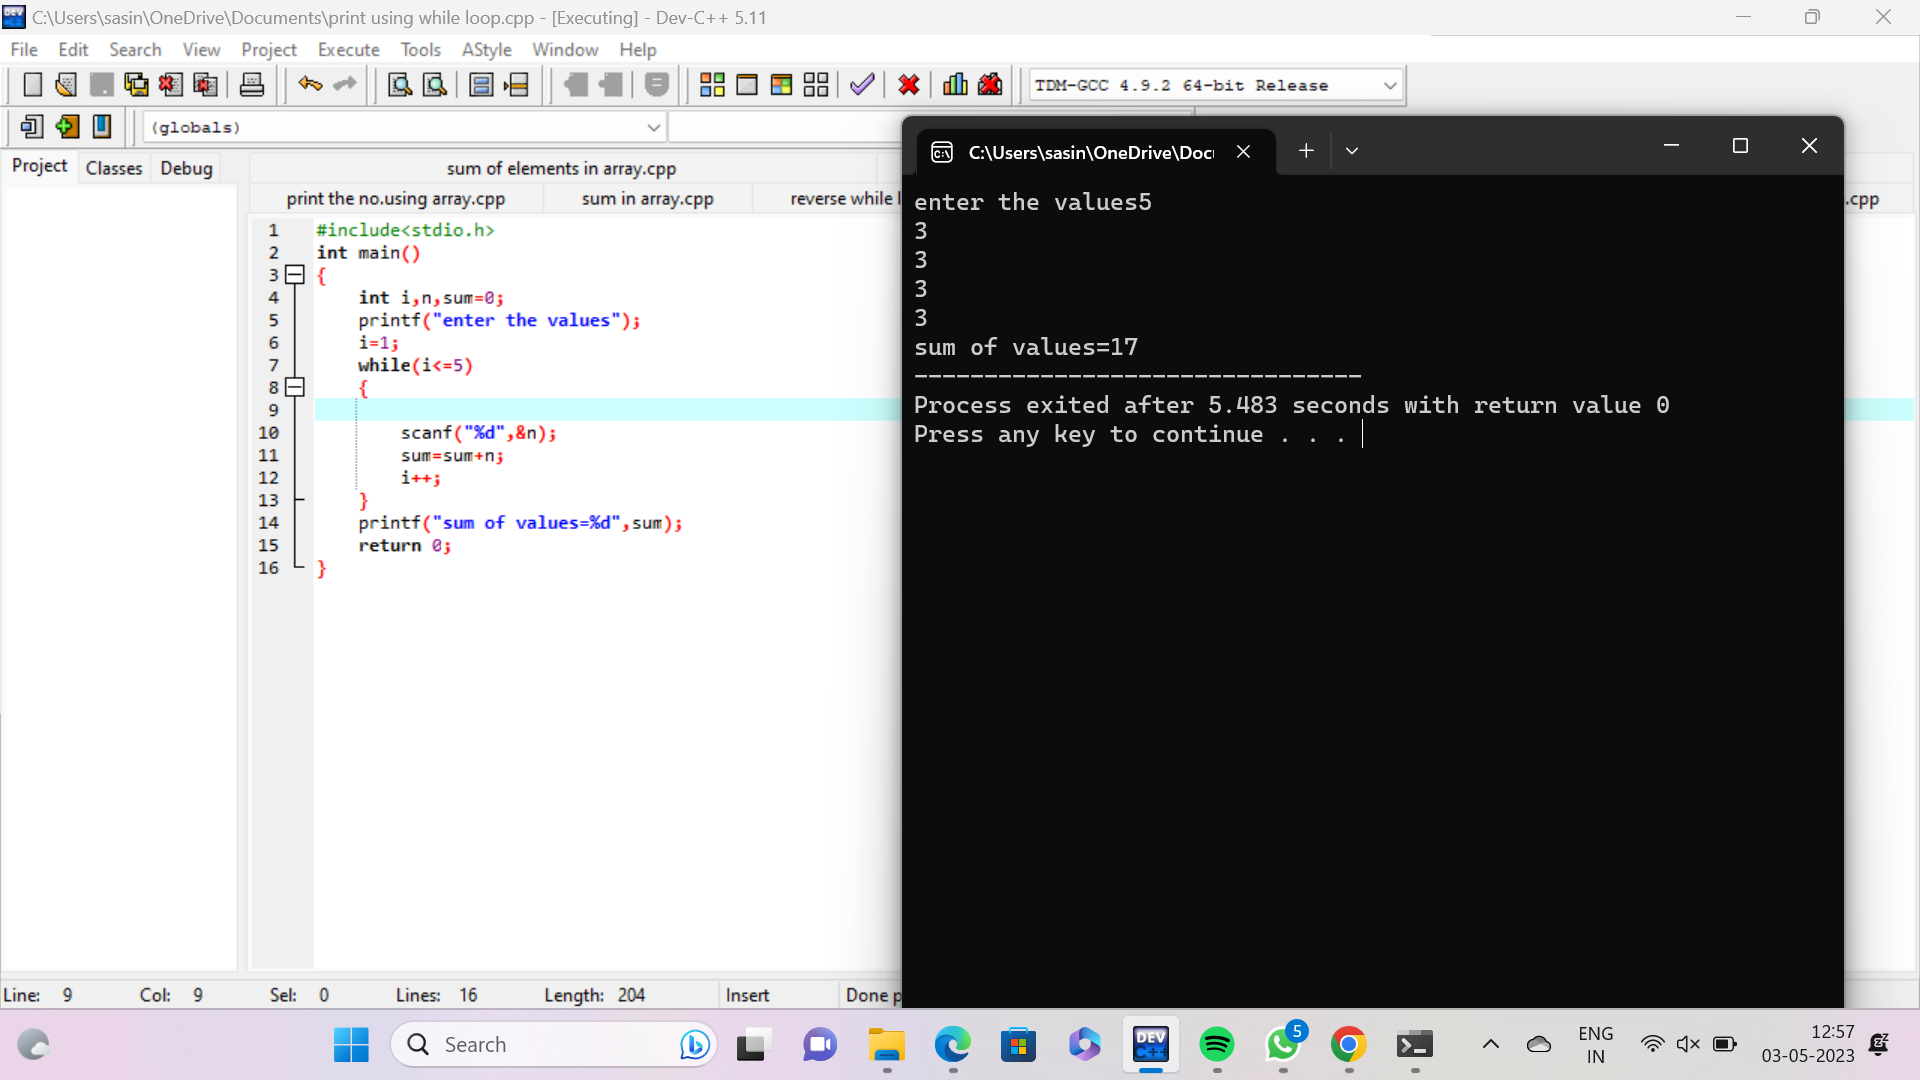 C:\Users\sasin\OneDrive\Documents\print using while loop.cpp - [Executing] - Dev-C++ 5.11
File Edit Search View Project Execute Tools AStyle Window Help
TDM-GCC 4.9.2 64-bit Release
(globals)
Project Classes Debug
sum of elements in array.cpp
print the no.using array.cpp sum in array.cpp reverse while .cpp
1 #include<stdio.h>
2 int main()
3 {
4 int i,n,sum=0;
5 printf("enter the values");
6 i=1;
7 while(i<=5)
8 {
9
10 scanf("%d",&n);
11 sum=sum+n;
12 i++;
13 }
14 printf("sum of values=%d",sum);
15 return 0;
16 }
C:\Users\sasin\OneDrive\Doc
enter the values5
3
3
3
3
sum of values=17
--------------------------------
Process exited after 5.483 seconds with return value 0
Press any key to continue . . .
Line: 9 Col: 9 Sel: 0 Lines: 16 Length: 204 Insert Done p
Search
DEV
C++
5
ENG
IN
12:57
03-05-2023